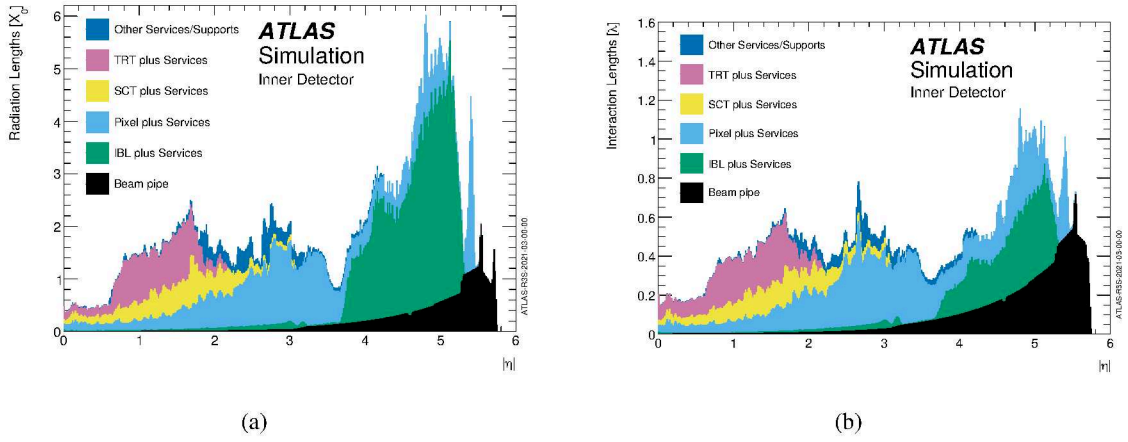 Radiation Lengths [X₀]
6
5
4
3
2
1
0
ATLAS
Simulation
Inner Detector
Other Services/Supports
TRT plus Services
SCT plus Services
Pixel plus Services
IBL plus Services
Beam pipe
ATLAS-R3S-2021-03-00-00
0 1 2 3 4 5 6
|η|
(a)
Interaction Lengths [λ]
1.6
1.4
1.2
1
0.8
0.6
0.4
0.2
0
ATLAS
Simulation
Inner Detector
Other Services/Supports
TRT plus Services
SCT plus Services
Pixel plus Services
IBL plus Services
Beam pipe
ATLAS-R3S-2021-03-00-00
0 1 2 3 4 5 6
|η|
(b)